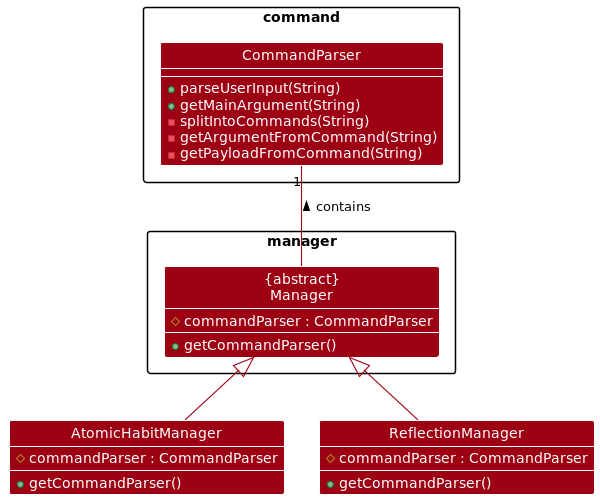 command
CommandParser
parseUserInput(String)
getMainArgument(String)
splitIntoCommands(String)
getArgumentFromCommand(String)
getPayloadFromCommand(String)
1
contains
manager
{abstract}
Manager
commandParser : CommandParser
getCommandParser()
AtomicHabitManager
commandParser : CommandParser
getCommandParser()
ReflectionManager
commandParser : CommandParser
getCommandParser()